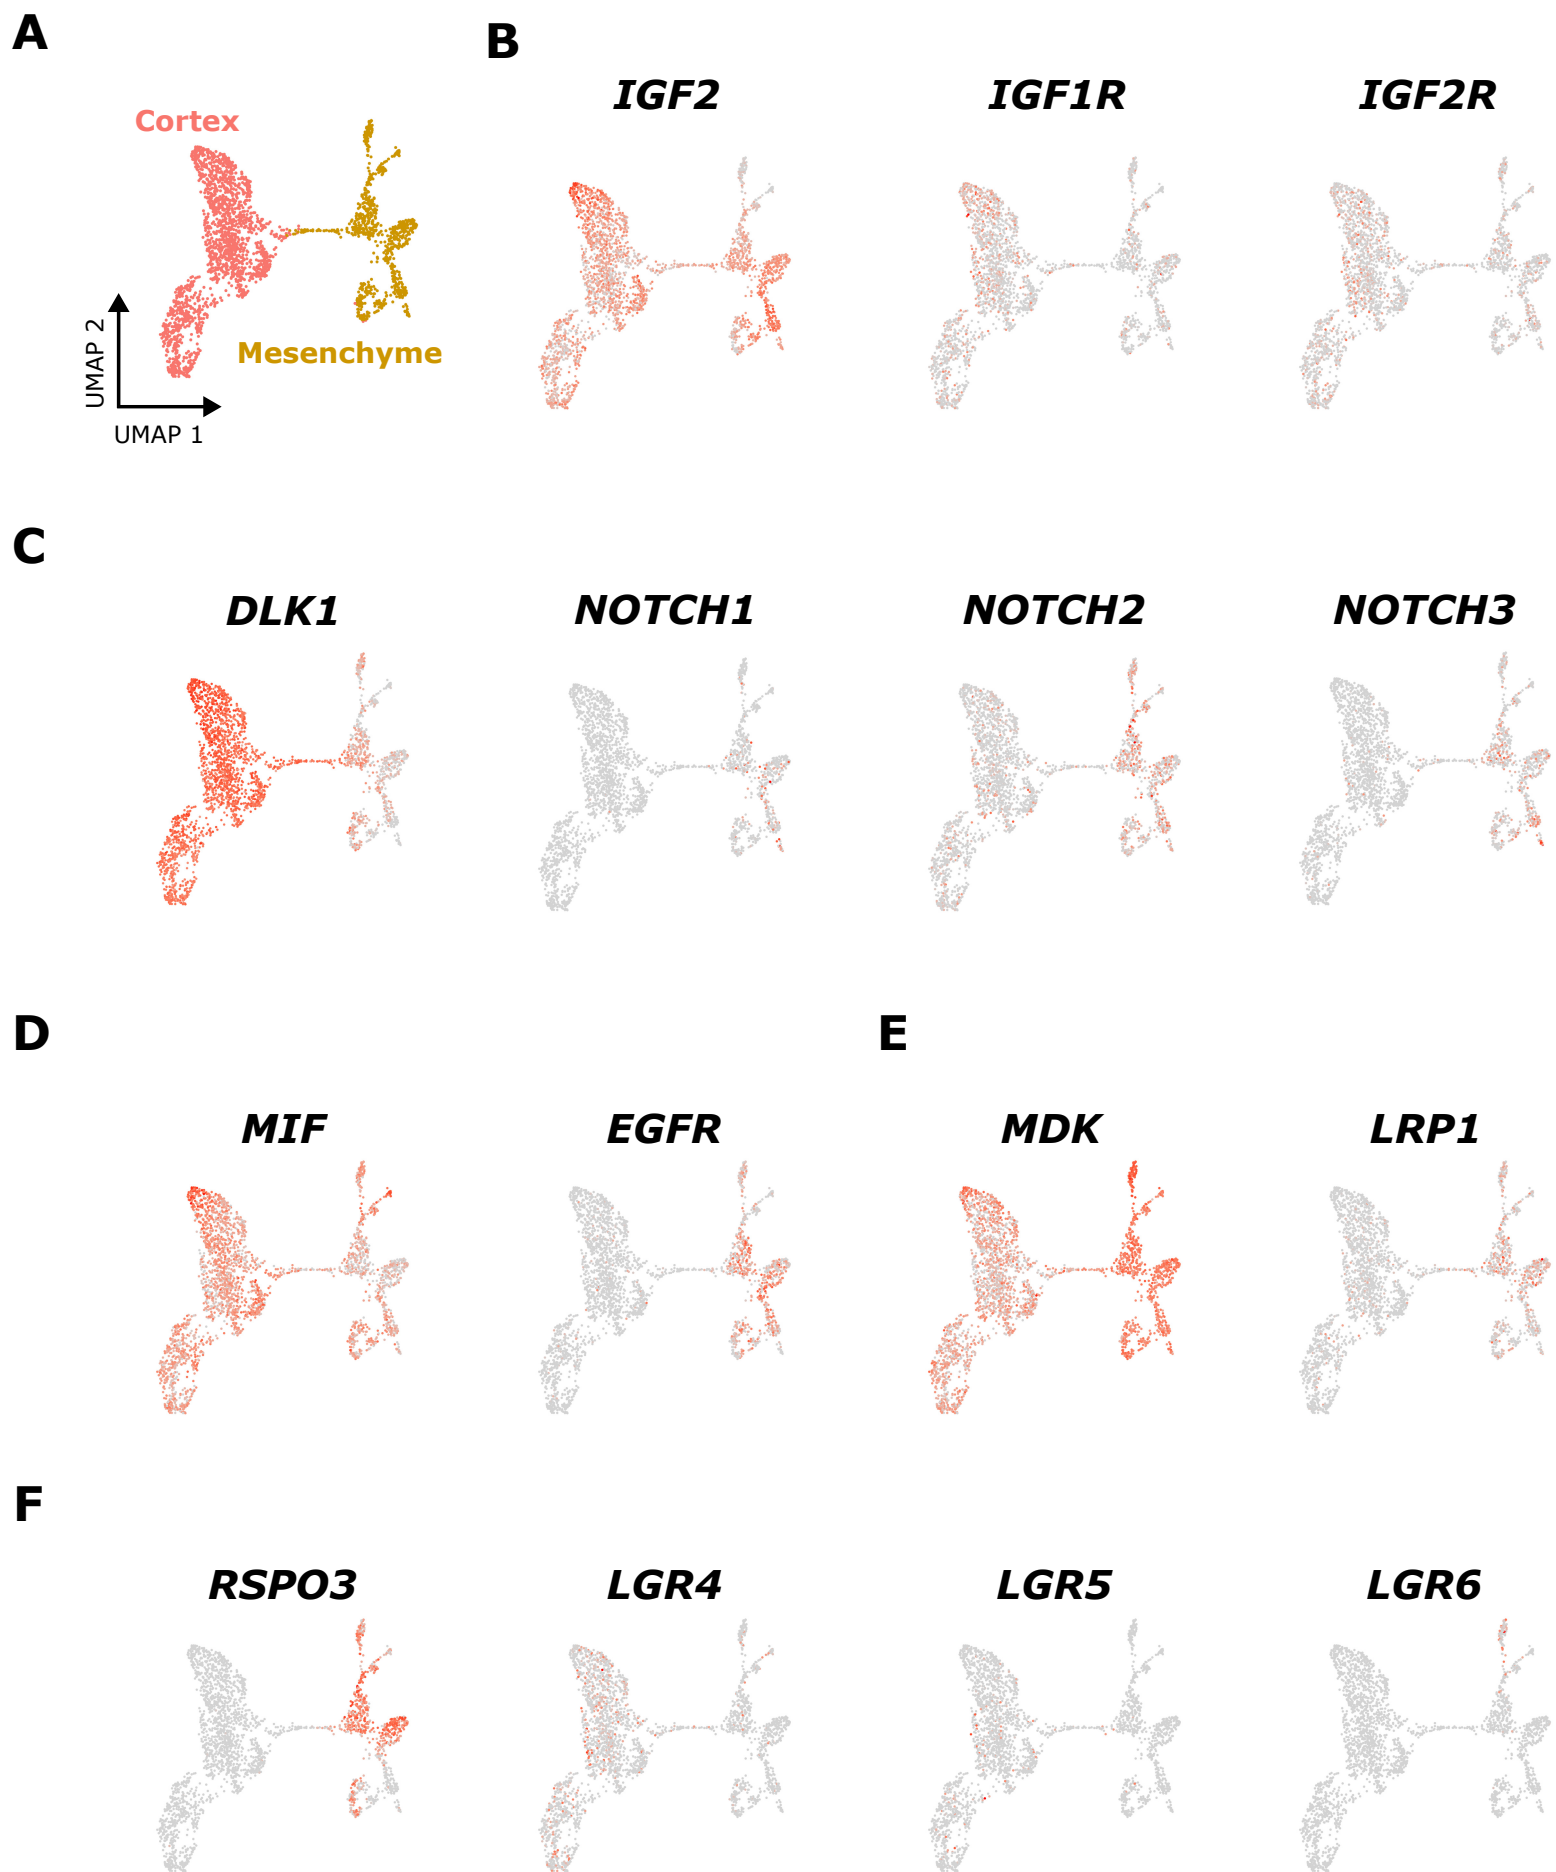 A
Cortex
Mesenchyme
UMAP 2
UMAP 1
B
IGF2
IGF1R
IGF2R
C
DLK1
NOTCH1
NOTCH2
NOTCH3
D
MIF
EGFR
E
MDK
LRP1
F
RSPO3
LGR4
LGR5
LGR6